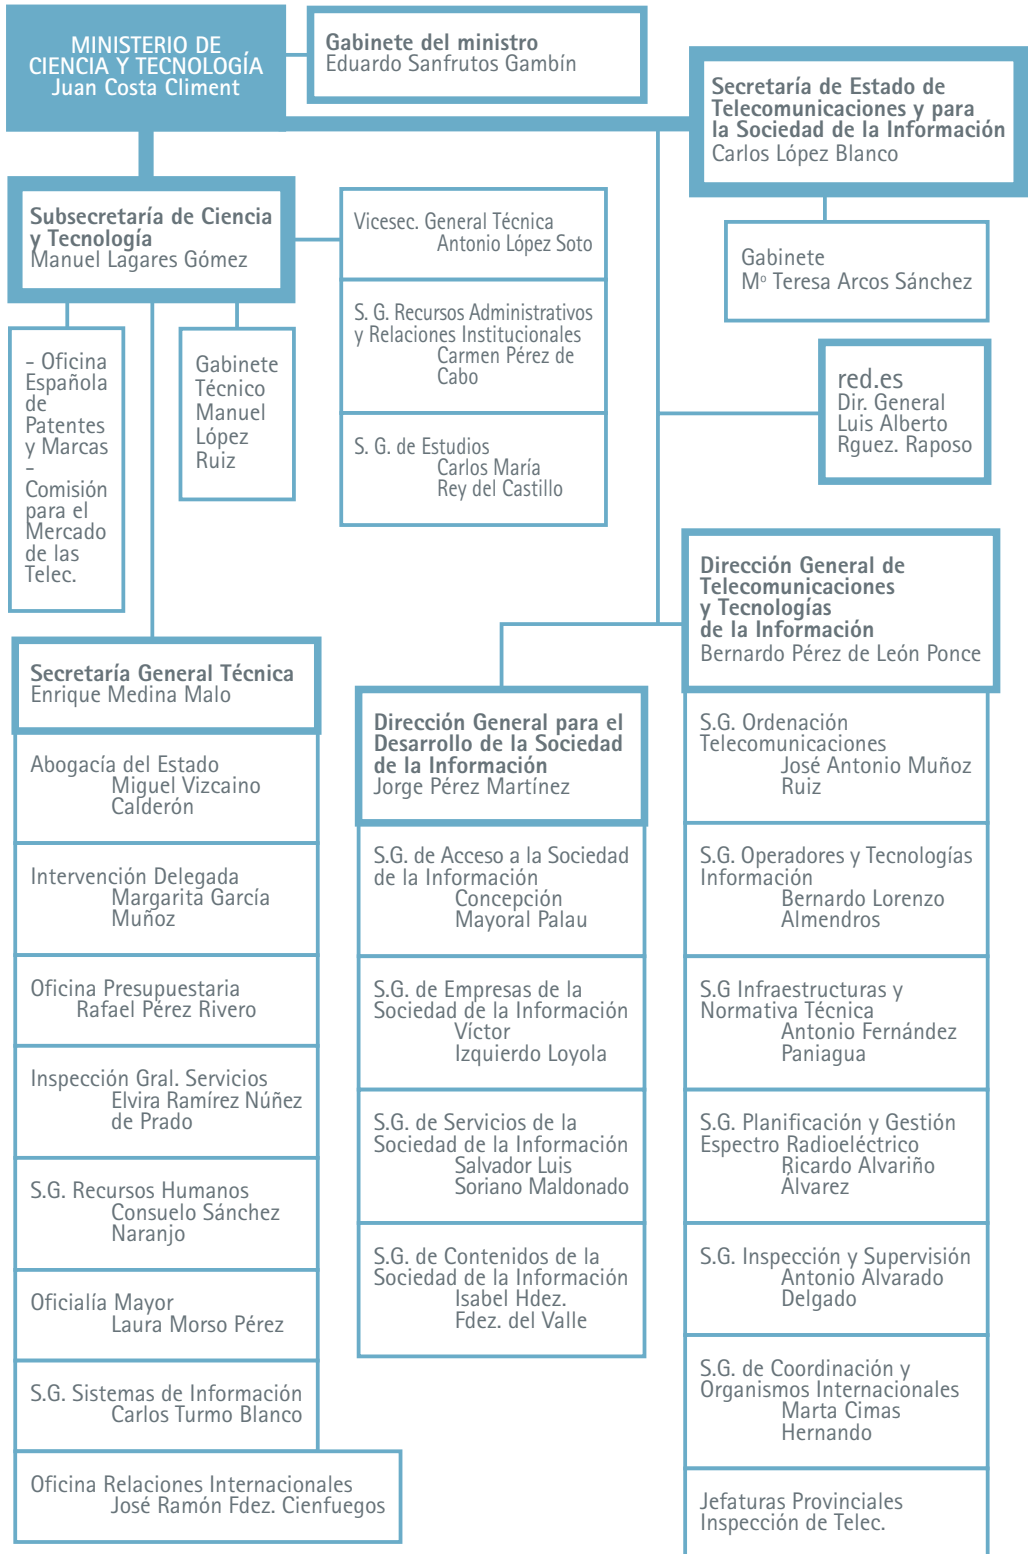 MINISTERIO DE
CIENCIA Y TECNOLOGÍA
Juan Costa Climent
Gabinete del ministro
Eduardo Sanfrutos Gambín
Secretaría de Estado de
Telecomunicaciones y para
la Sociedad de la Información
Carlos López Blanco
Gabinete
Mº Teresa Arcos Sánchez
Subsecretaría de Ciencia
y Tecnología
Manuel Lagares Gómez
Vicesec. General Técnica
Antonio López Soto
S. G. Recursos Administrativos
y Relaciones Institucionales
Carmen Pérez de
Cabo
S. G. de Estudios
Carlos María
Rey del Castillo
- Oficina
Española
de
Patentes
y Marcas
-
Comisión
para el
Mercado
de las
Telec.
Gabinete
Técnico
Manuel
López
Ruiz
red.es
Dir. General
Luis Alberto
Rguez. Raposo
Secretaría General Técnica
Enrique Medina Malo
Abogacía del Estado
Miguel Vizcaino
Calderón
Intervención Delegada
Margarita García
Muñoz
Oficina Presupuestaria
Rafael Pérez Rivero
Inspección Gral. Servicios
Elvira Ramírez Núñez
de Prado
S.G. Recursos Humanos
Consuelo Sánchez
Naranjo
Oficialía Mayor
Laura Morso Pérez
S.G. Sistemas de Información
Carlos Turmo Blanco
Oficina Relaciones Internacionales
José Ramón Fdez. Cienfuegos
Dirección General para el
Desarrollo de la Sociedad
de la Información
Jorge Pérez Martínez
S.G. de Acceso a la Sociedad
de la Información
Concepción
Mayoral Palau
S.G. de Empresas de la
Sociedad de la Información
Víctor
Izquierdo Loyola
S.G. de Servicios de la
Sociedad de la Información
Salvador Luis
Soriano Maldonado
S.G. de Contenidos de la
Sociedad de la Información
Isabel Hdez.
Fdez. del Valle
Dirección General de
Telecomunicaciones
y Tecnologías
de la Información
Bernardo Pérez de León Ponce
S.G. Ordenación
Telecomunicaciones
José Antonio Muñoz
Ruiz
S.G. Operadores y Tecnologías
Información
Bernardo Lorenzo
Almendros
S.G Infraestructuras y
Normativa Técnica
Antonio Fernández
Paniagua
S.G. Planificación y Gestión
Espectro Radioeléctrico
Ricardo Alvariño
Álvarez
S.G. Inspección y Supervisión
Antonio Alvarado
Delgado
S.G. de Coordinación y
Organismos Internacionales
Marta Cimas
Hernando
Jefaturas Provinciales
Inspección de Telec.